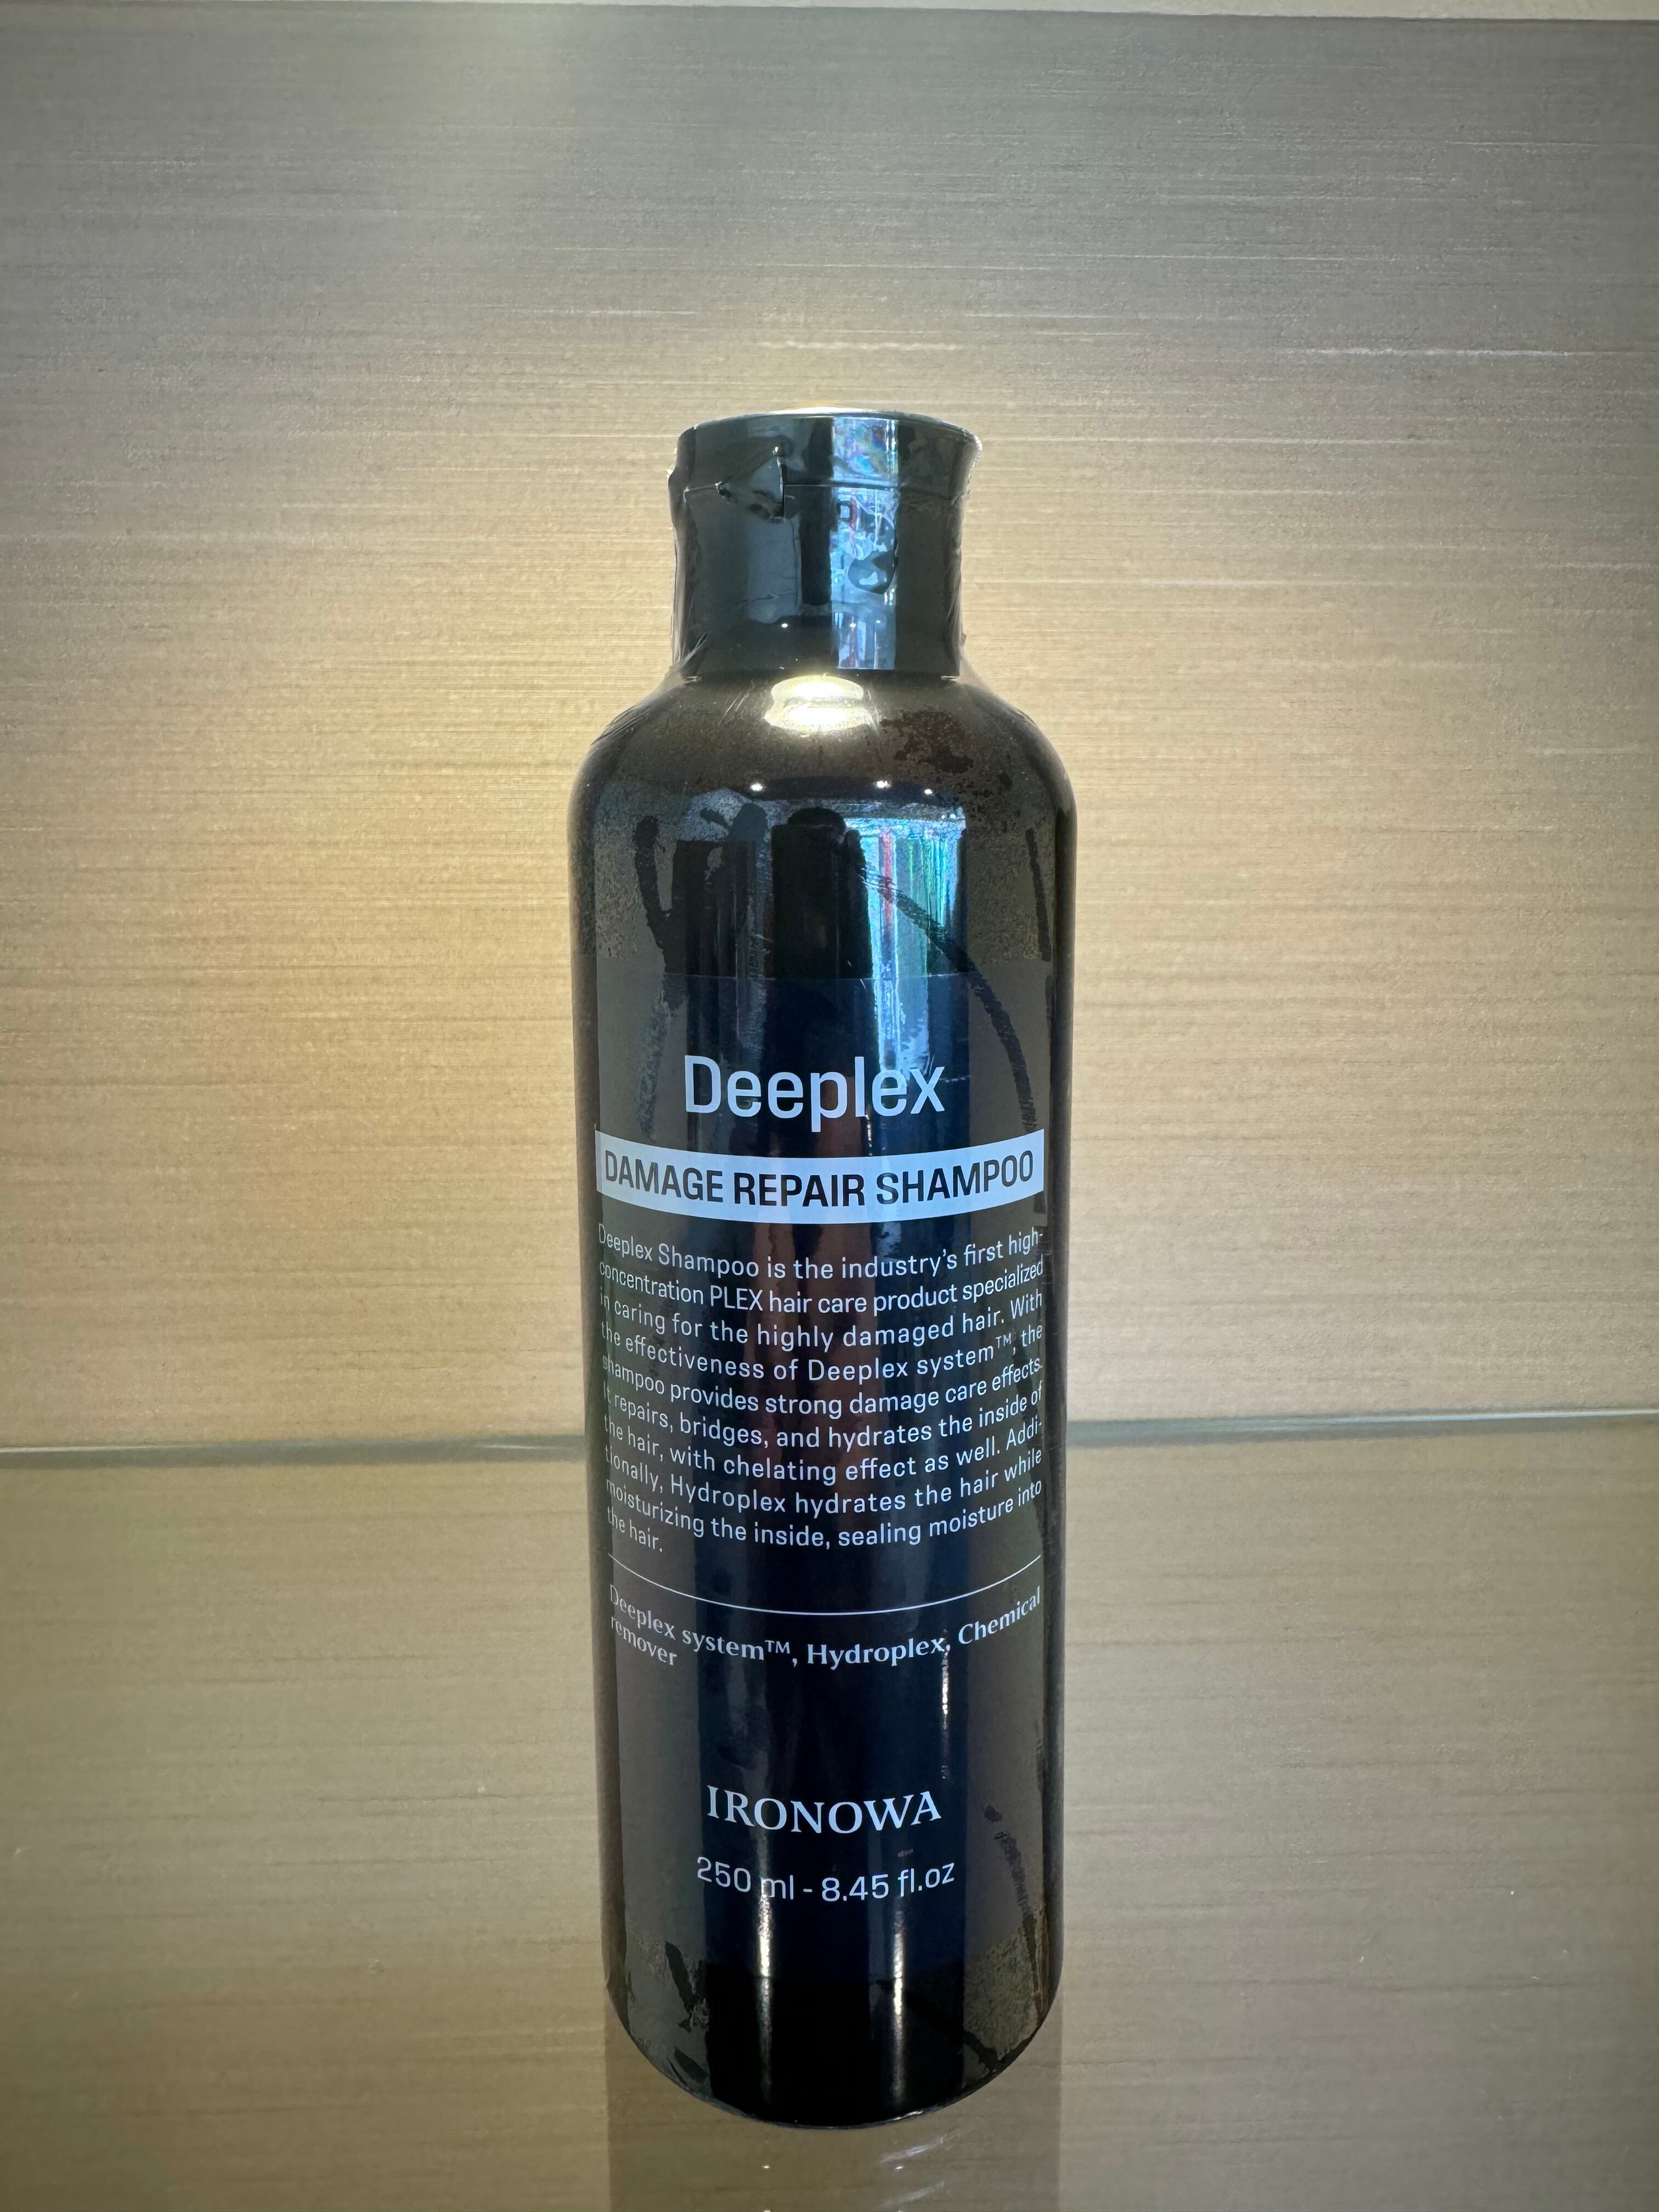 Deeplex
DAMAGE REPAIR SHAMPOO
Deeplex Shampoo is the industry's first high-
concentration PLEX hair care product specialized
in caring for the highly damaged hair. With
the effectiveness of Deeplex system™, the
shampoo provides strong damage care effects.
it repairs, bridges, and hydrates the inside of
the hair, with chelating effect as well. Addi-
tionally, Hydroplex hydrates the hair while
moisturizing the inside, sealing moisture into
the hair.
Deeplex system™, Hydroplex, Chemical
remover
IRONOWA
250 ml - 8.45 fl.oz